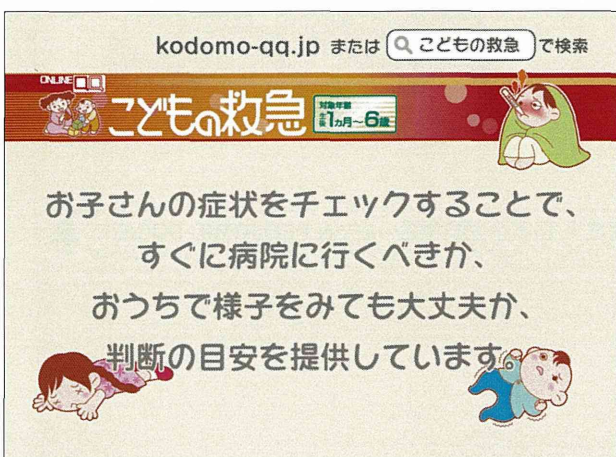 kodomo-qq.jp または こどもの救急 で検索
ONLINE QQ
こどもの救急
対象年齢
生後1ヵ月〜6歳
お子さんの症状をチェックすることで、
すぐに病院に行くべきか、
おうちで様子をみても大丈夫か、
判断の目安を提供しています。